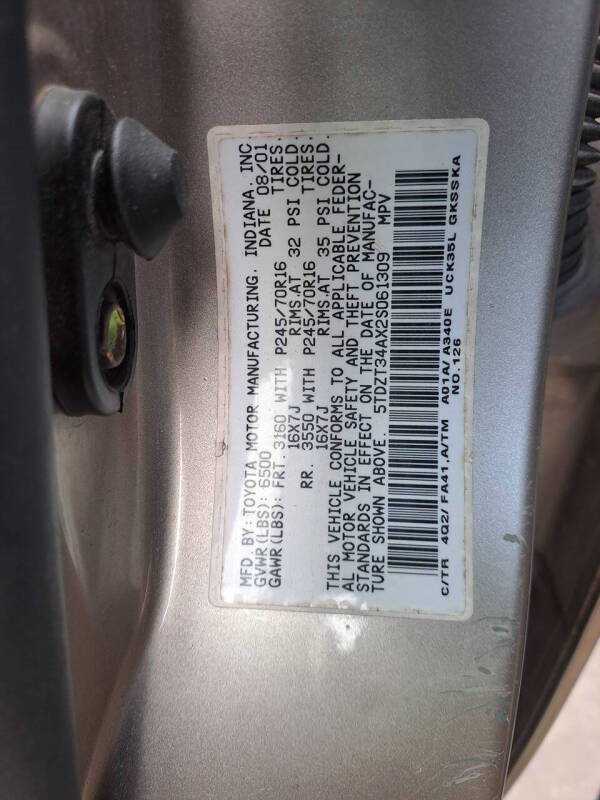 MFD. BY: TOYOTA MOTOR MANUFACTURING, INDIANA, INC
GVWR(LBS): 6500 DATE 08/01
GAWR(LBS): FRT. 3160 WITH P245/70R16 TIRES,
16X7J RIMS,AT 32 PSI COLD
RR. 3550 WITH P245/70R16 TIRES,
16X7J RIMS,AT 35 PSI COLD.
THIS VEHICLE CONFORMS TO ALL APPLICABLE FEDER-
AL MOTOR VEHICLE SAFETY AND THEFT PREVENTION
STANDARDS IN EFFECT ON THE DATE OF MANUFAC-
TURE SHOWN ABOVE. 5TDZT34AX2S061309 MPV
C/TR 4Q2/ FA41,A/TM A01A/ A340E UCK35L GKSSKA
NO.126